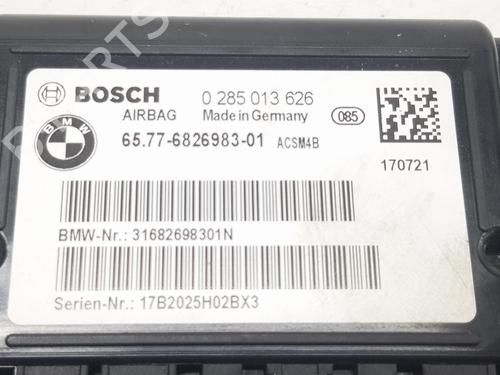 BOSCH 0 285 013 626
AIRBAG Made in Germany 085
BMW 65.77-6826983-01 ACSM4B
170721
BMW-Nr.: 31682698301N
Serien-Nr.: 17B2025H02BX3